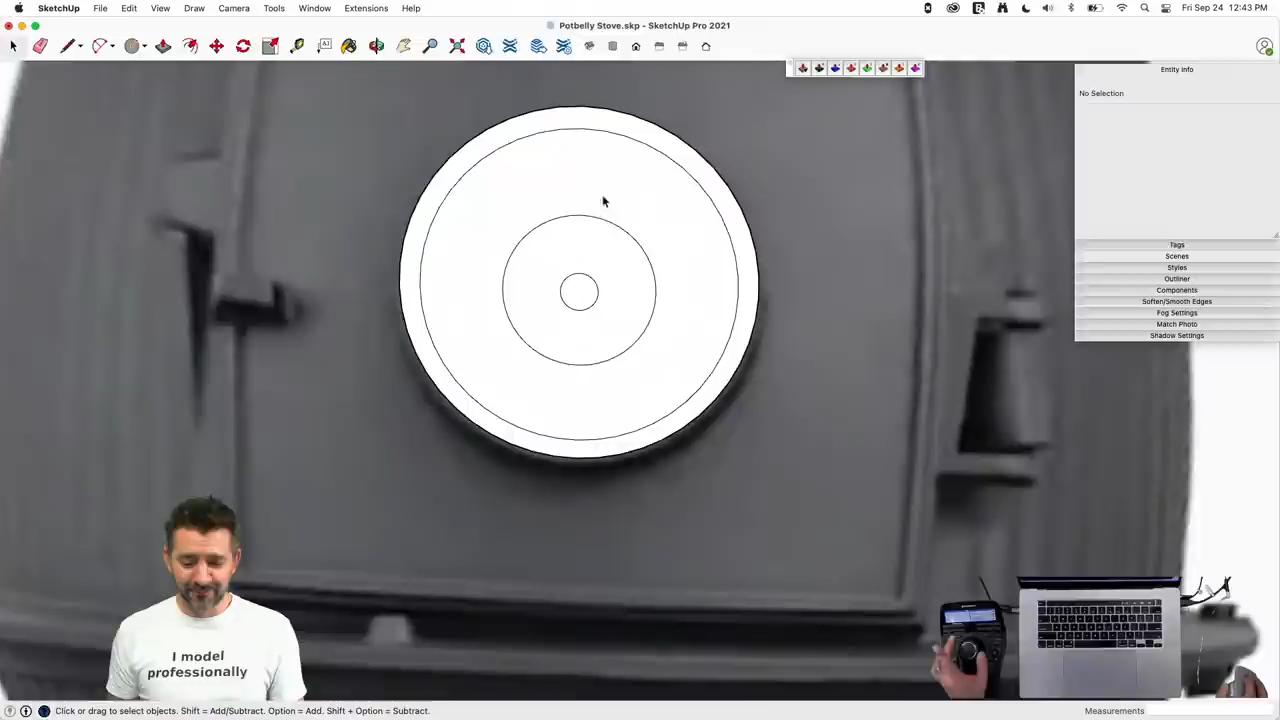 SketchUp File Edit View Draw Camera Tools Window Extensions Help Fri Sep 24 12:43 PM
Potbelly Stove.skp - SketchUp Pro 2021
Entity Info
No Selection
Tags
Scenes
Styles
Outliner
Components
Soften/Smooth Edges
Fog Settings
Match Photo
Shadow Settings
I model
professionally
Click or drag to select objects. Shift = Add/Subtract. Option = Add. Shift + Option = Subtract. Measurements